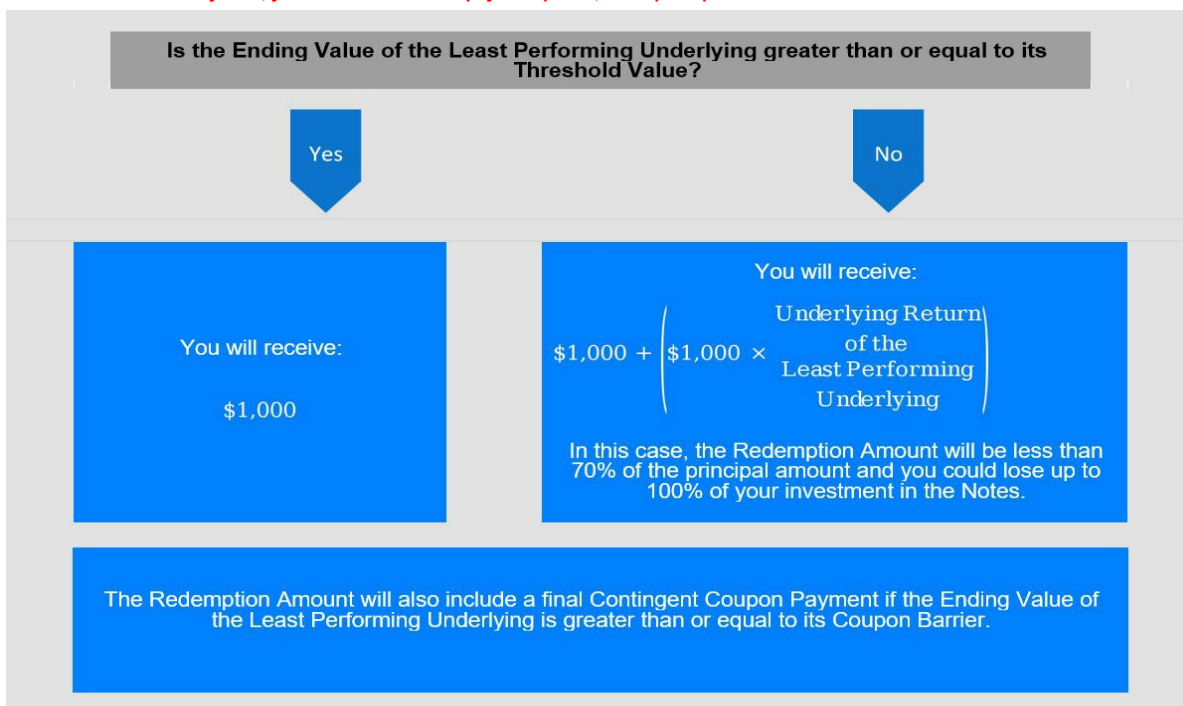 Is the Ending Value of the Least Performing Underlying greater than or equal to its
Threshold Value?
Yes
No
You will receive:
$1,000
You will receive:
$1,000 + ($1,000 × Underlying Return
of the
Least Performing
Underlying)
In this case, the Redemption Amount will be less than
70% of the principal amount and you could lose up to
100% of your investment in the Notes.
The Redemption Amount will also include a final Contingent Coupon Payment if the Ending Value of
the Least Performing Underlying is greater than or equal to its Coupon Barrier.